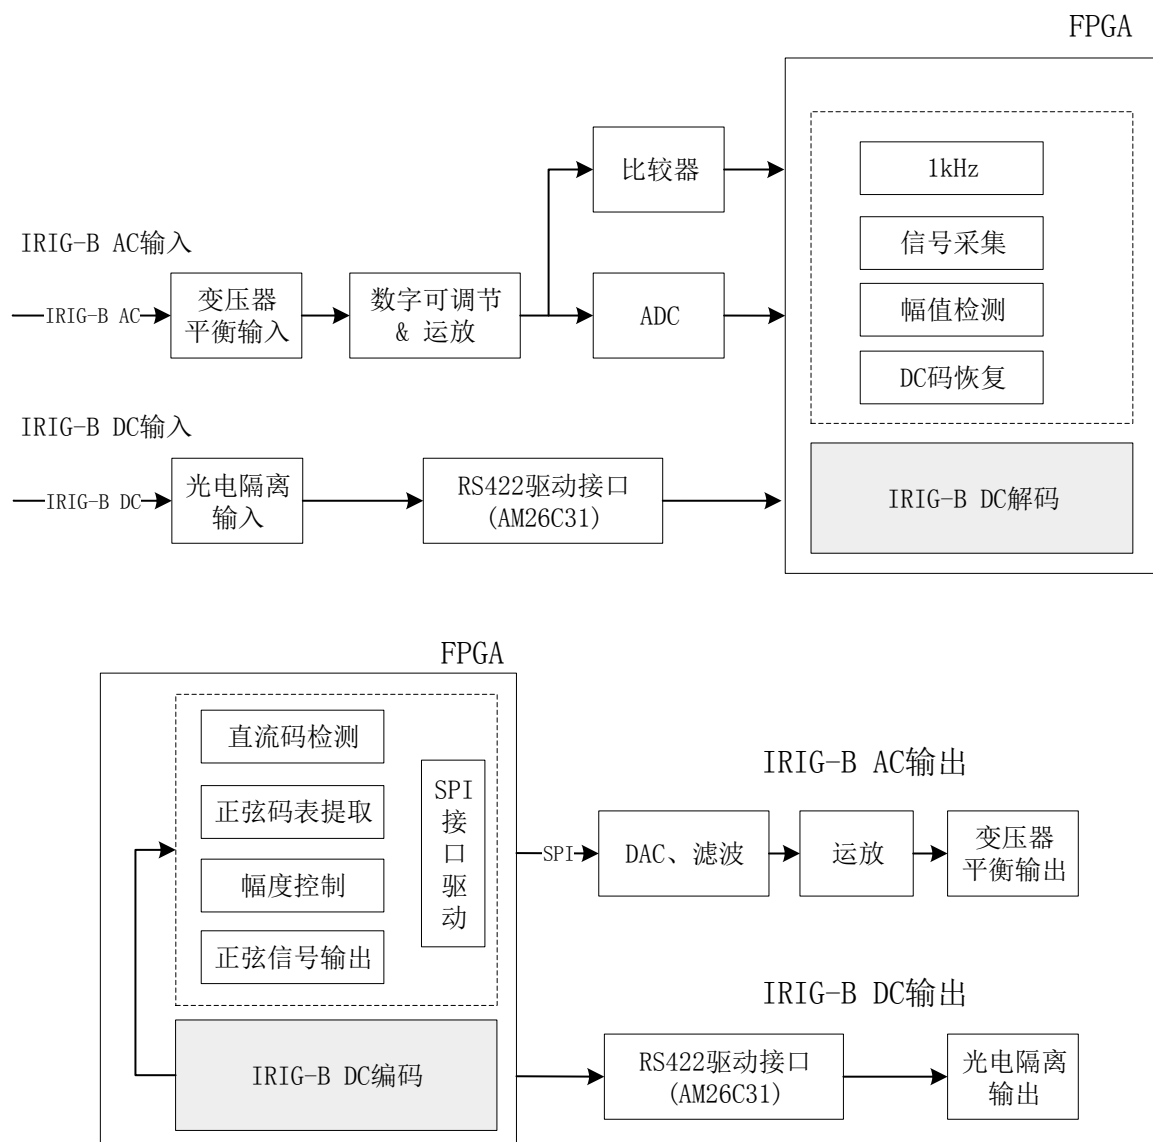 FPGA
1kHz
比较器
信号采集
IRIG-B AC输入
IRIG-B AC
变压器
平衡输入
数字可调节
& 运放
ADC
幅值检测
DC码恢复
IRIG-B DC输入
IRIG-B DC
光电隔离
输入
RS422驱动接口
(AM26C31)
IRIG-B DC解码
FPGA
直流码检测
正弦码表提取
幅度控制
正弦信号输出
SPI
接
口
驱
动
IRIG-B AC输出
SPI
DAC、滤波
运放
变压器
平衡输出
IRIG-B DC输出
IRIG-B DC编码
RS422驱动接口
(AM26C31)
光电隔离
输出